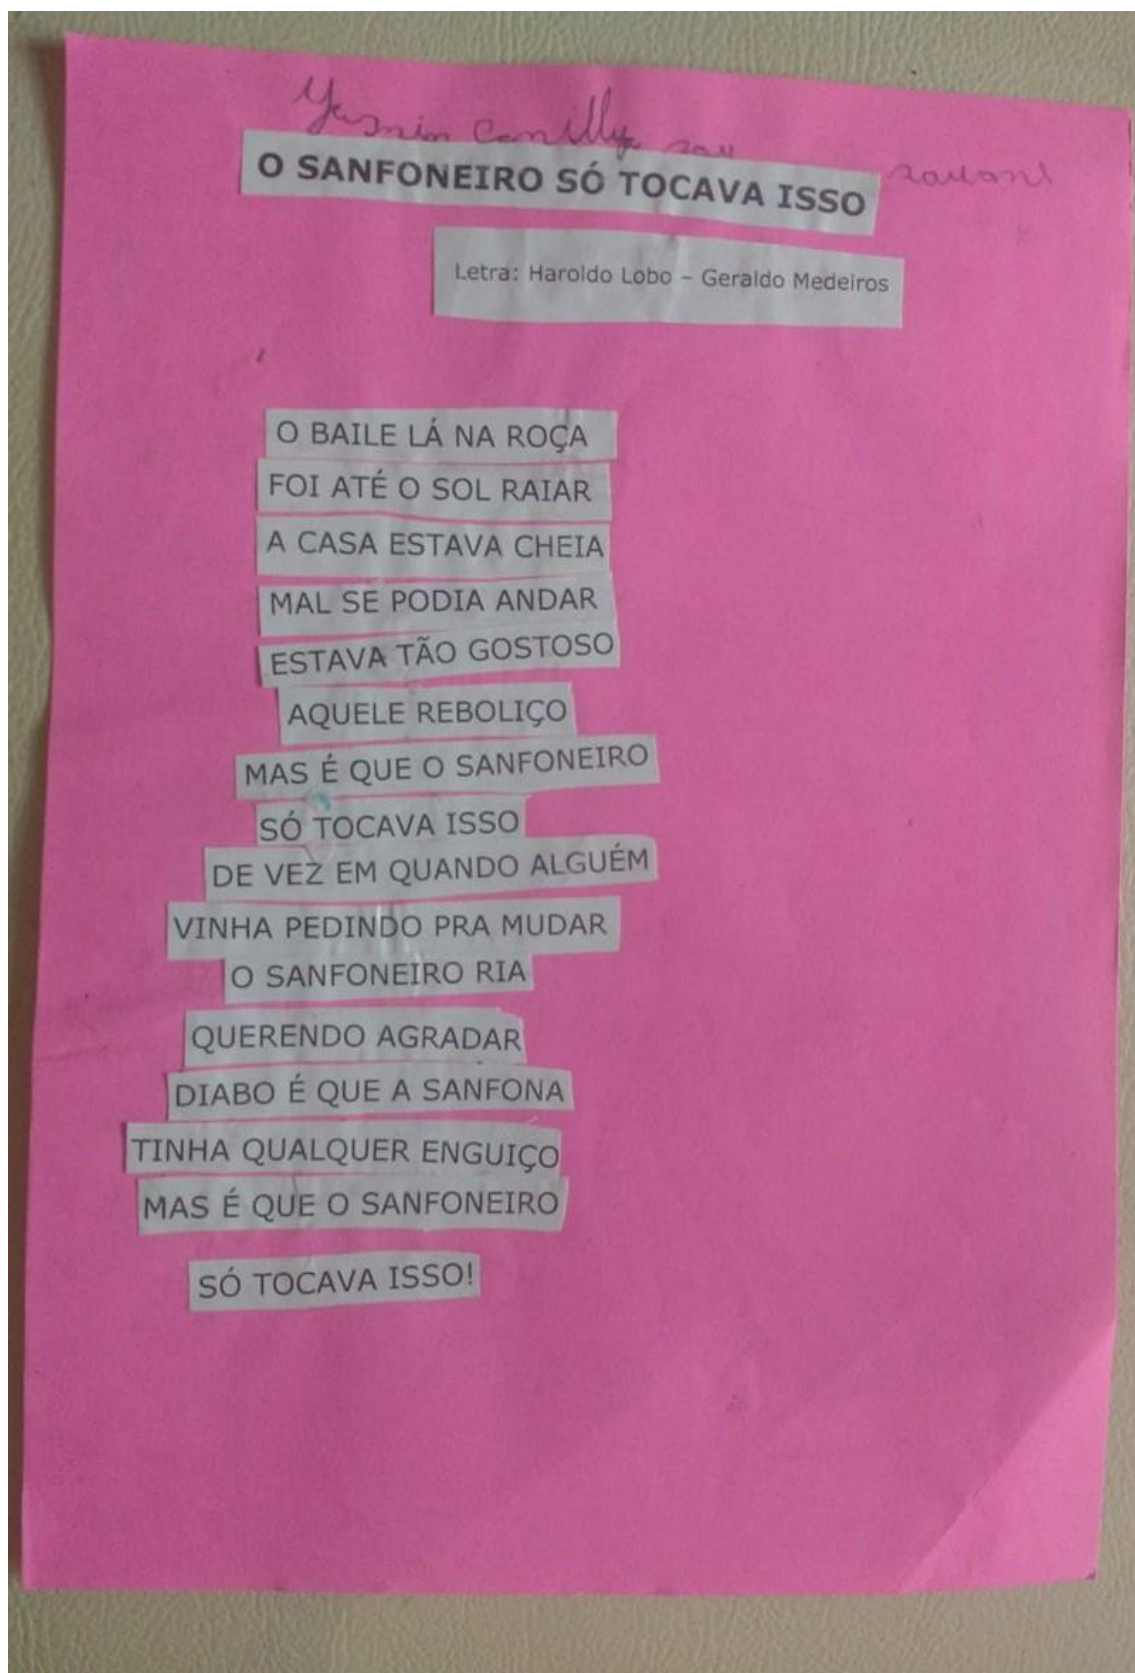 Yasmin
O SANFONEIRO SÓ TOCAVA ISSO
Letra: Haroldo Lobo – Geraldo Medeiros
O BAILE LÁ NA ROÇA
FOI ATÉ O SOL RAIAR
A CASA ESTAVA CHEIA
MAL SE PODIA ANDAR
ESTAVA TÃO GOSTOSO
AQUELE REBOLIÇO
MAS É QUE O SANFONEIRO
SÓ TOCAVA ISSO
DE VEZ EM QUANDO ALGUÉM
VINHA PEDINDO PRA MUDAR
O SANFONEIRO RIA
QUERENDO AGRADAR
DIABO É QUE A SANFONA
TINHA QUALQUER ENGUIÇO
MAS É QUE O SANFONEIRO
SÓ TOCAVA ISSO!